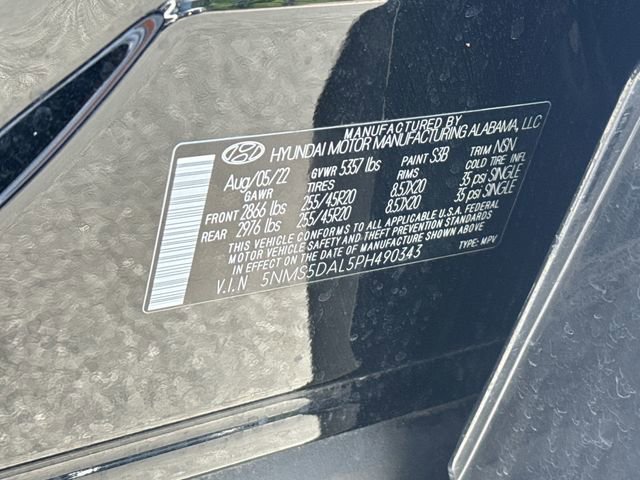 MANUFACTURED BY
HYUNDAI MOTOR MANUFACTURING ALABAMA, LLC
Aug/05/22 GVWR 5357 lbs PAINT S3B TRIM NSN
GAWR TIRES RIMS COLD TIRE INFL
FRONT 2866 lbs 255/45R20 8.5JX20 35 psi SINGLE
REAR 2976 lbs 255/45R20 8.5JX20 35 psi SINGLE
THIS VEHICLE CONFORMS TO ALL APPLICABLE U.S.A. FEDERAL
MOTOR VEHICLE SAFETY AND THEFT PREVENTION STANDARDS
IN EFFECT ON THE DATE OF MANUFACTURE SHOWN ABOVE
V.I.N 5NMS5DAL5PH490343 TYPE: MPV